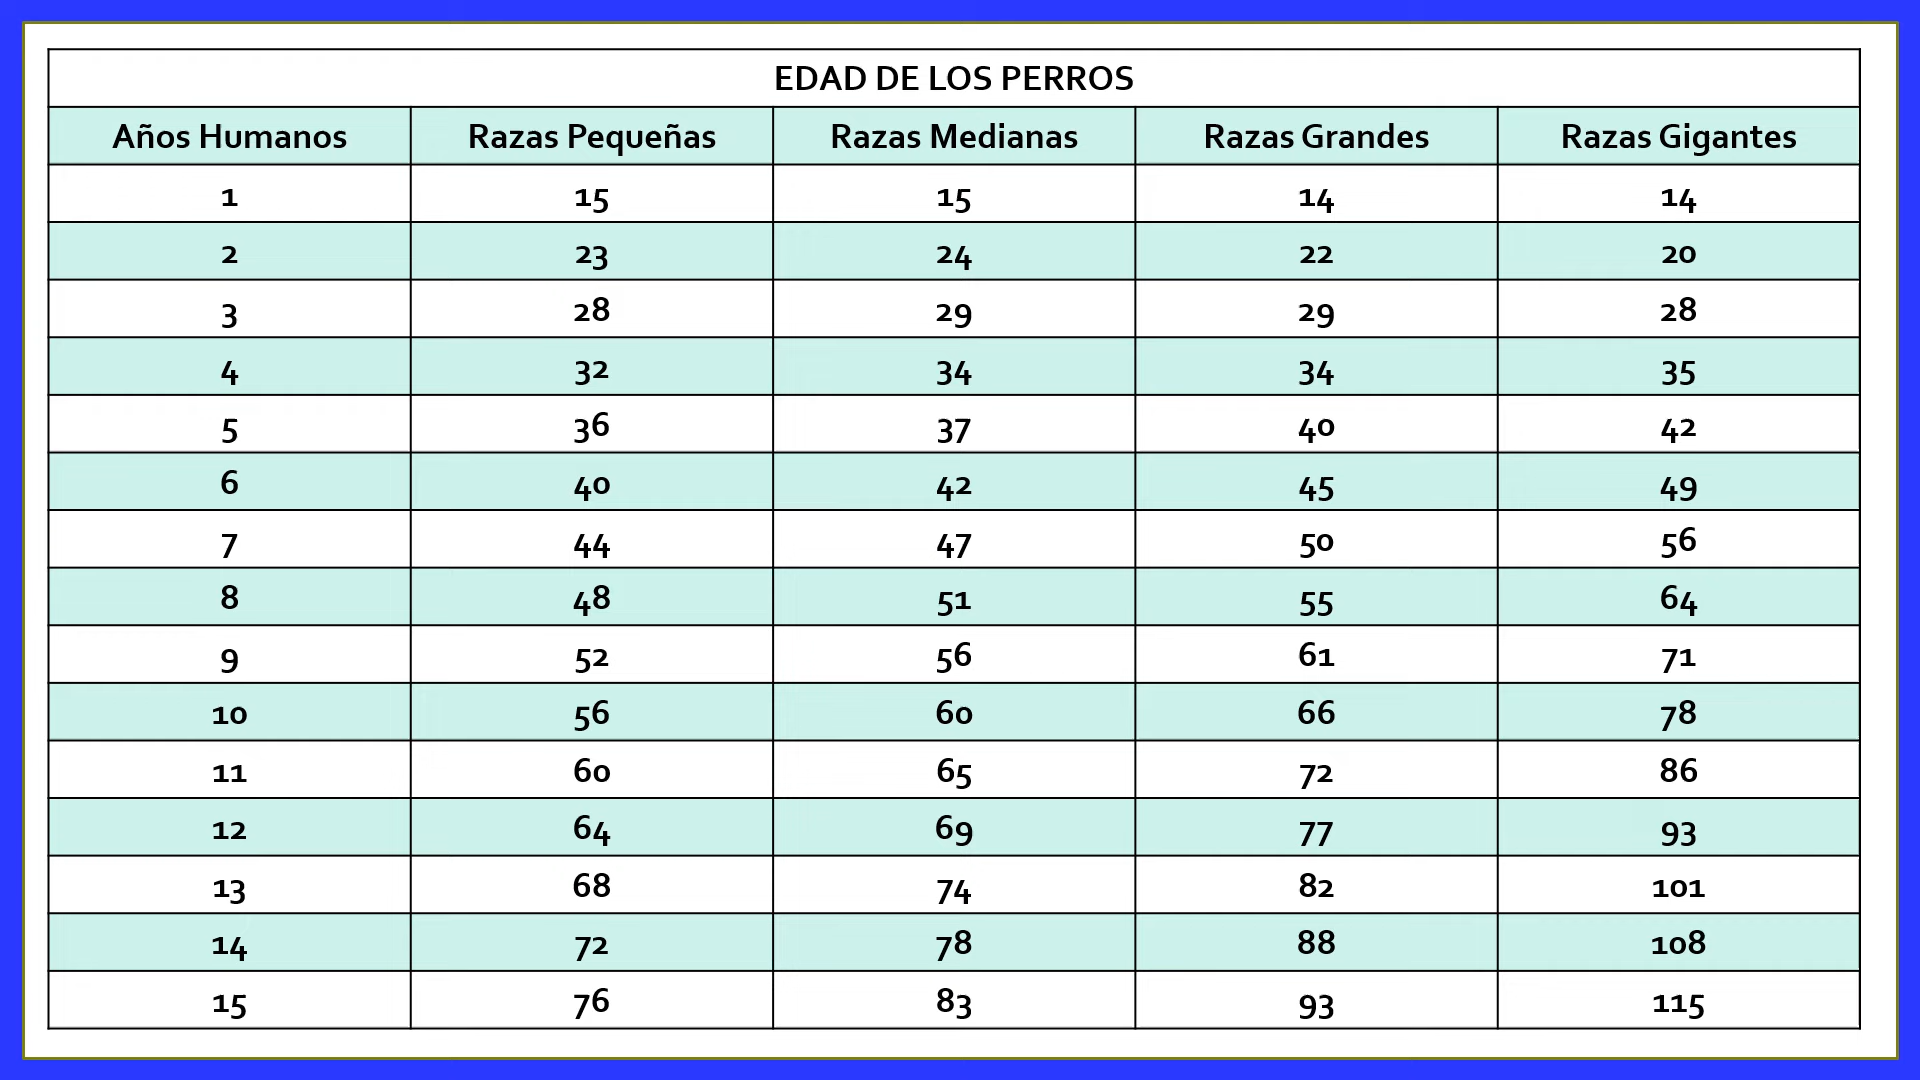 EDAD DE LOS PERROS
Años Humanos Razas Pequeñas Razas Medianas Razas Grandes Razas Gigantes
1 15 15 14 14
2 23 24 22 20
3 28 29 29 28
4 32 34 34 35
5 36 37 40 42
6 40 42 45 49
7 44 47 50 56
8 48 51 55 64
9 52 56 61 71
10 56 60 66 78
11 60 65 72 86
12 64 69 77 93
13 68 74 82 101
14 72 78 88 108
15 76 83 93 115